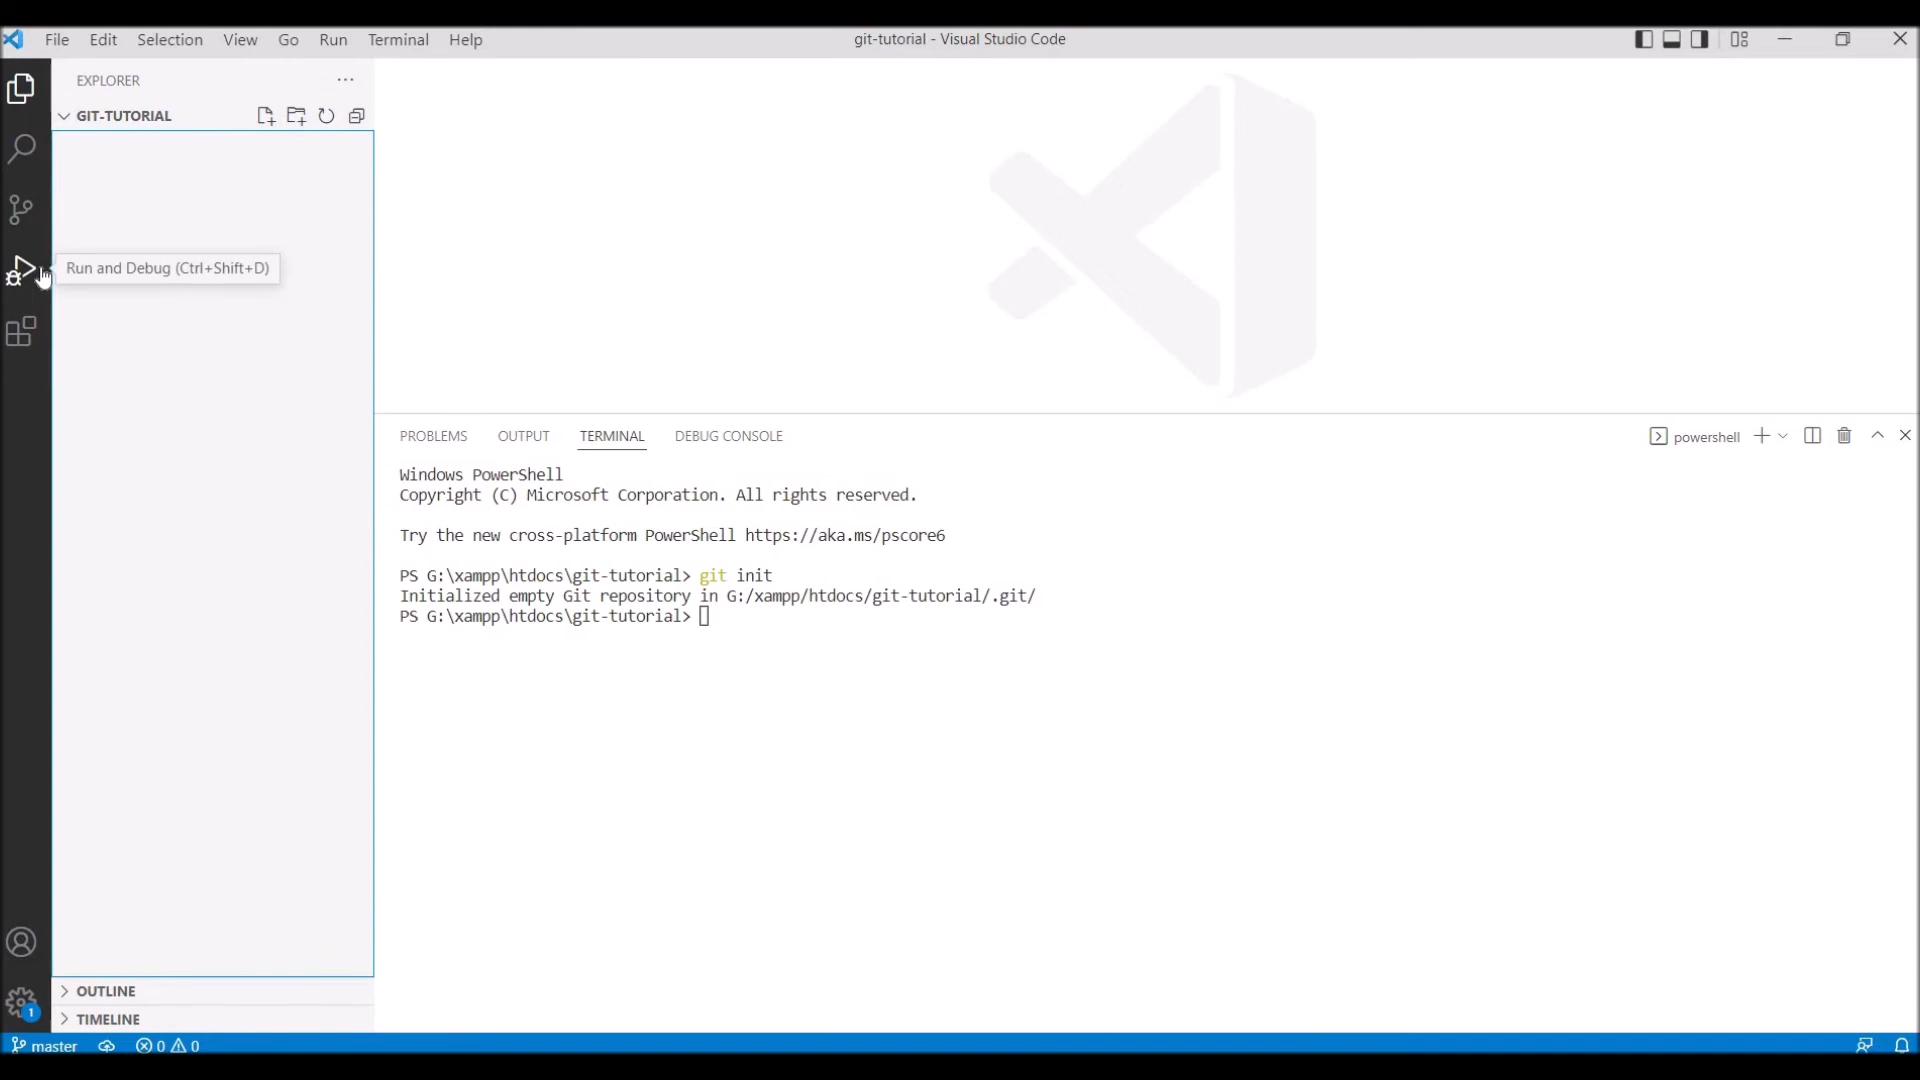 File Edit Selection View Go Run Terminal Help
git-tutorial - Visual Studio Code
EXPLORER
GIT-TUTORIAL
Run and Debug (Ctrl+Shift+D)
PROBLEMS OUTPUT TERMINAL DEBUG CONSOLE
powershell
Windows PowerShell
Copyright (C) Microsoft Corporation. All rights reserved.
Try the new cross-platform PowerShell https://aka.ms/pscore6
PS G:\xampp\htdocs\git-tutorial> git init
Initialized empty Git repository in G:/xampp/htdocs/git-tutorial/.git/
PS G:\xampp\htdocs\git-tutorial>
OUTLINE
1
TIMELINE
master 0 0